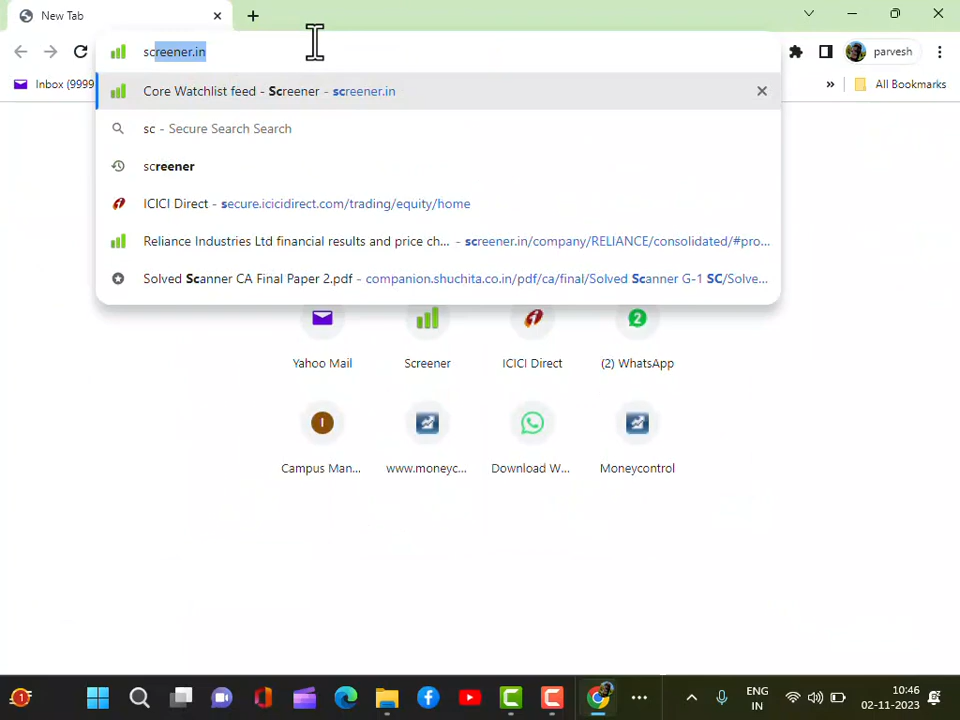 New Tab
screener.in
parvesh
Inbox (9999
»
All Bookmarks
Core Watchlist feed - Screener - screener.in
sc - Secure Search Search
screener
ICICI Direct - secure.icicidirect.com/trading/equity/home
Reliance Industries Ltd financial results and price ch... - screener.in/company/RELIANCE/consolidated/#pro...
Solved Scanner CA Final Paper 2.pdf - companion.shuchita.co.in/pdf/ca/final/Solved Scanner G-1 SC/Solve...
2
Yahoo Mail
Screener
ICICI Direct
(2) WhatsApp
I
Campus Man...
www.moneyc...
Download W...
Moneycontrol
1
ENG
IN
10:46
02-11-2023